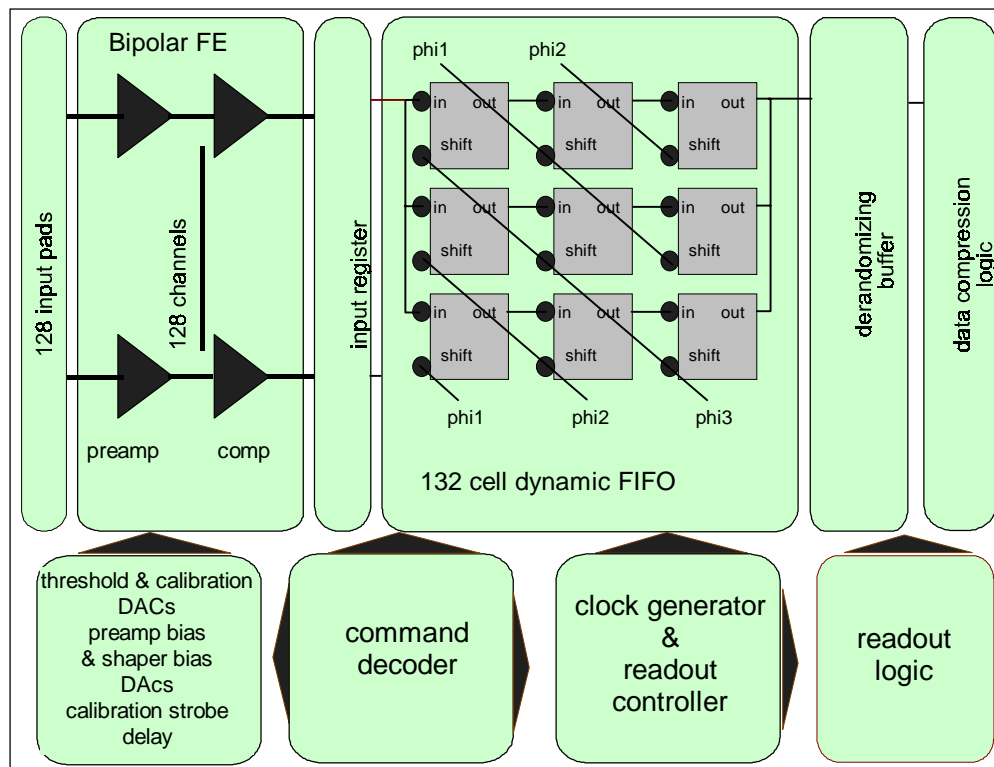 Bipolar FE
128 input pads
128 channels
preamp
comp
input register
phi1
phi2
in out
shift
in out
shift
in out
shift
in out
shift
in out
shift
in out
shift
in out
shift
in out
shift
in out
shift
phi1
phi2
phi3
132 cell dynamic FIFO
derandomizing
buffer
data compression
logic
threshold & calibration
DACs
preamp bias
& shaper bias
DAcs
calibration strobe
delay
command
decoder
clock generator
&
readout
controller
readout
logic